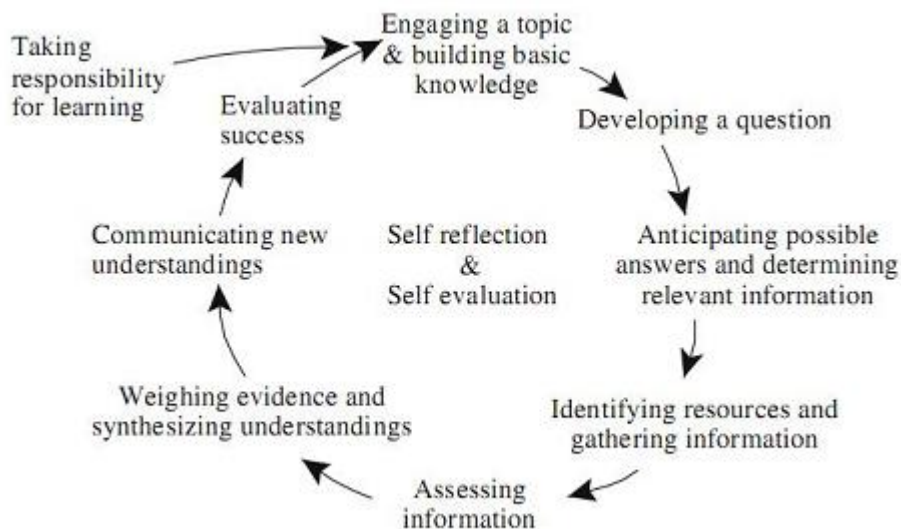 Engaging a topic
& building basic
knowledge
Taking
responsibility
for learning
Evaluating
success
Developing a question
Communicating new
understandings
Self reflection
&
Self evaluation
Anticipating possible
answers and determining
relevant information
Weighing evidence and
synthesizing understandings
Identifying resources and
gathering information
Assessing
information